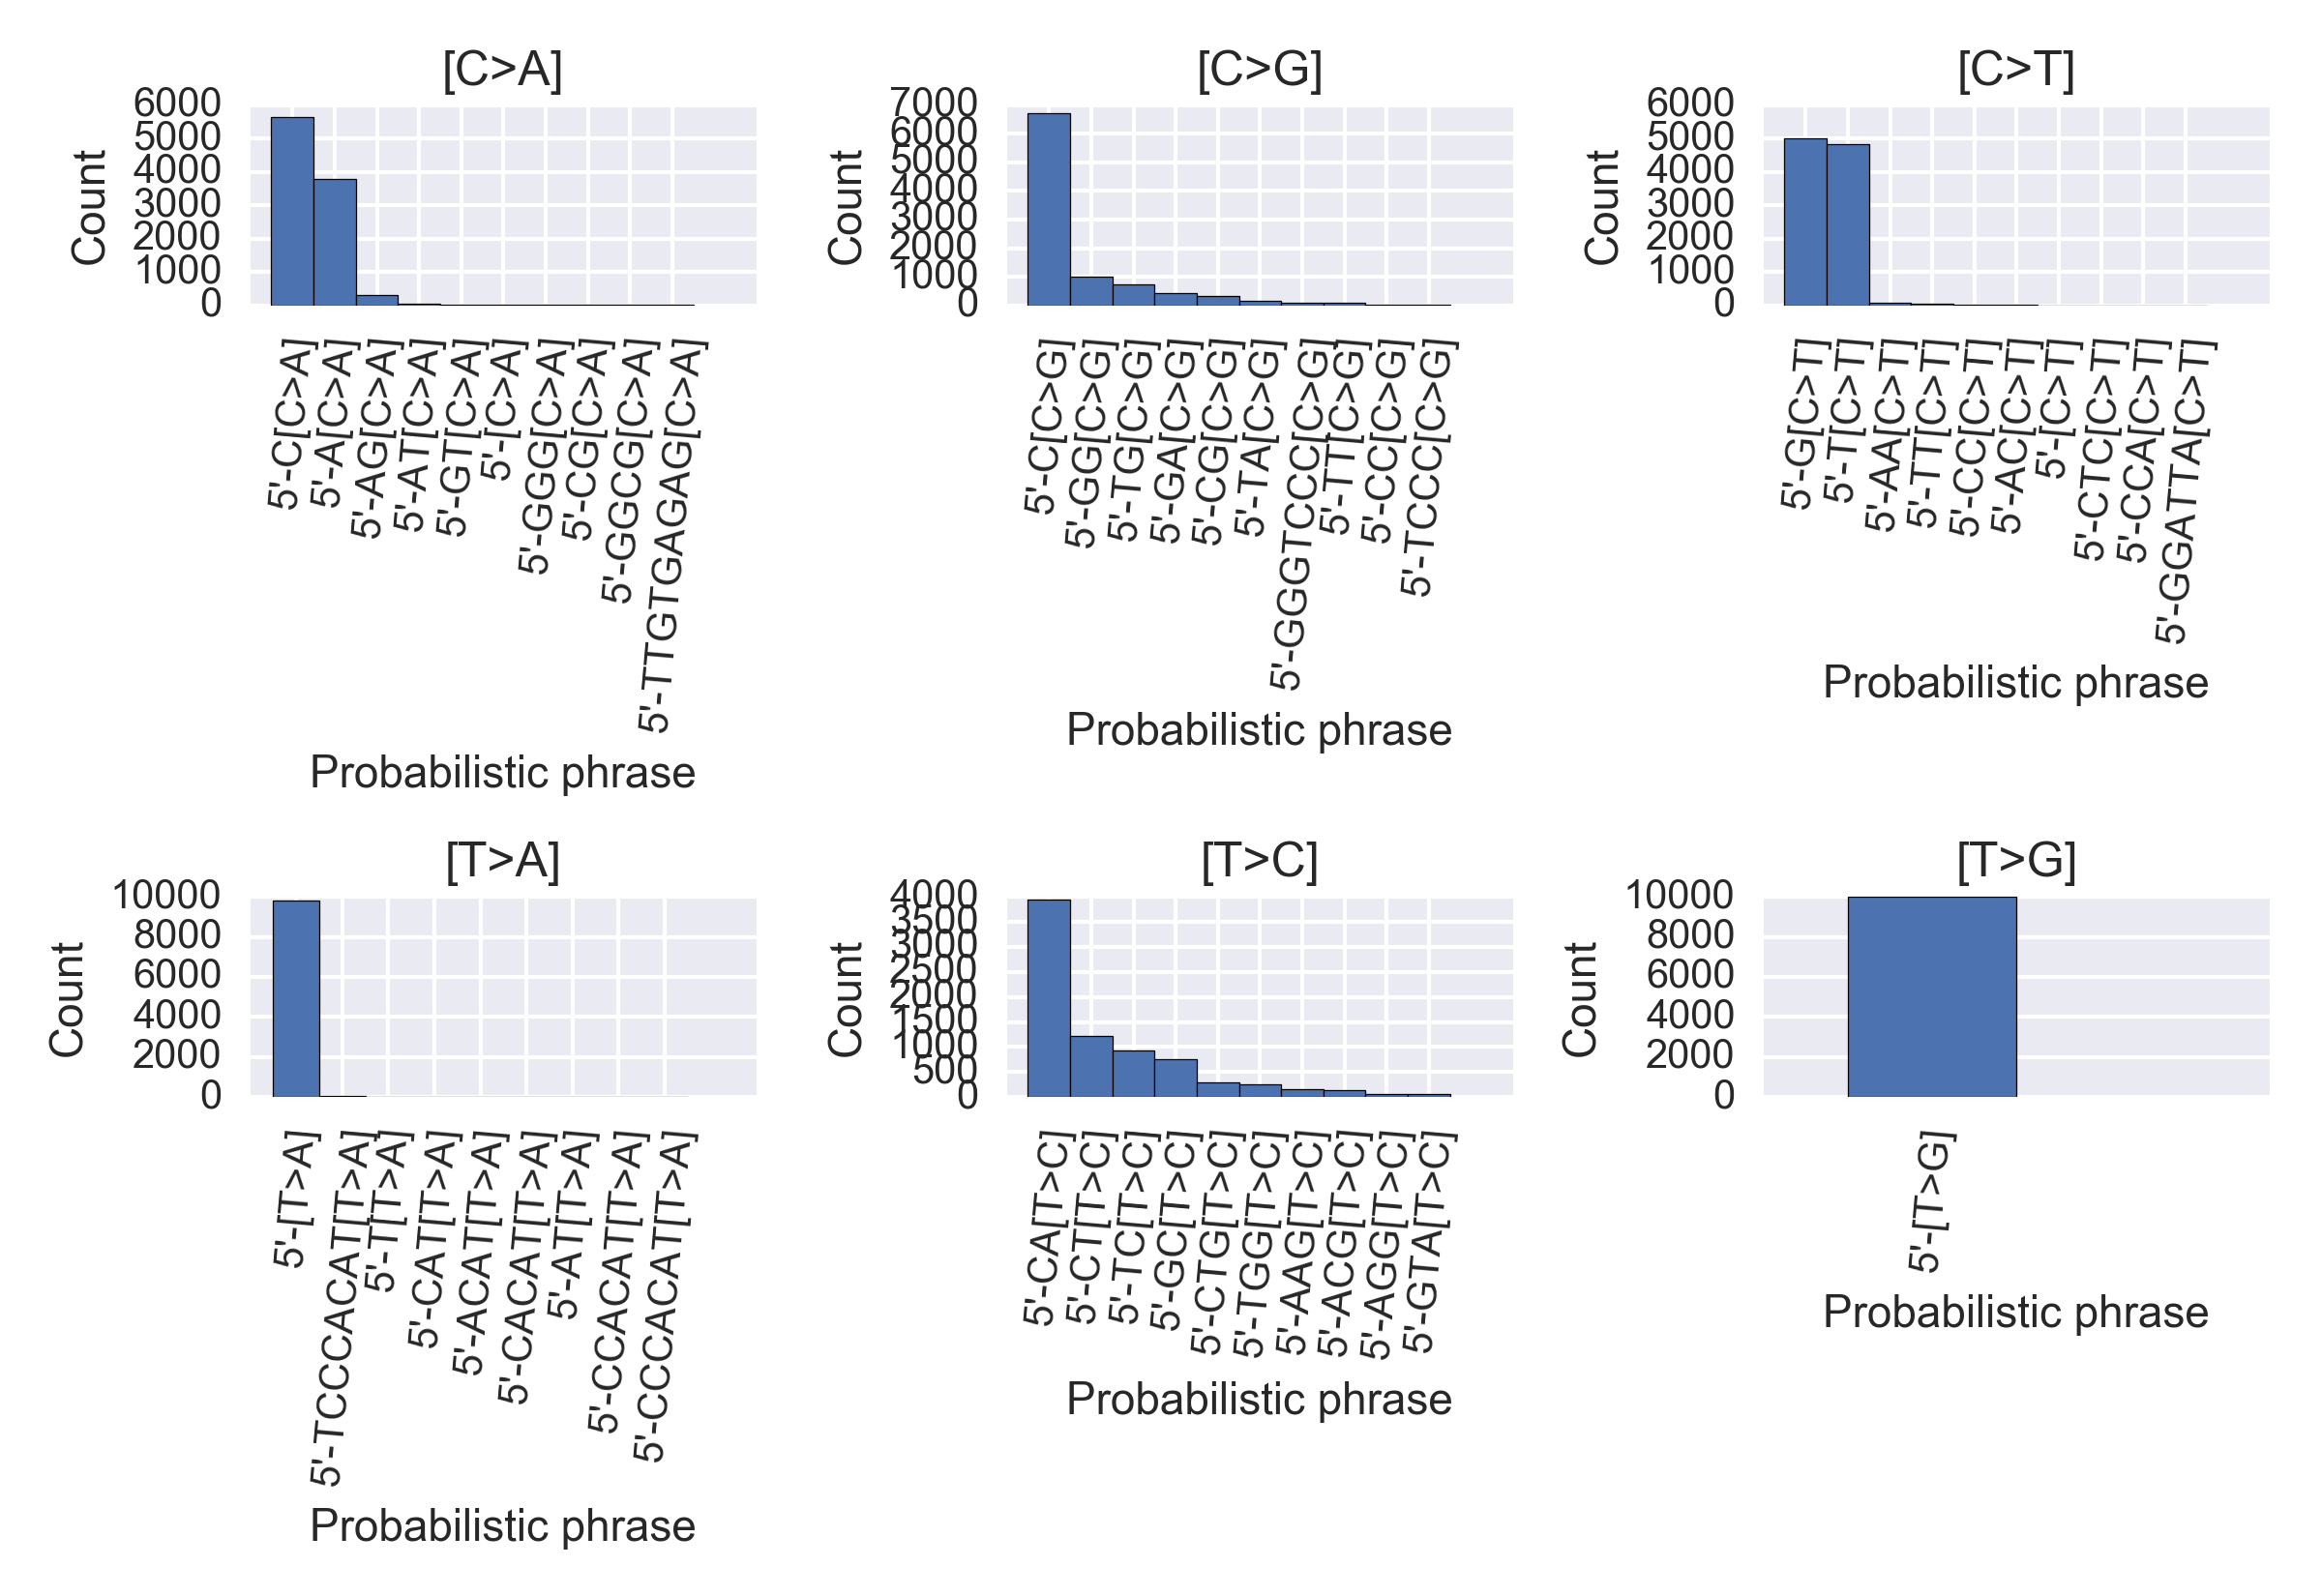 [C>A]
6000
5000
4000
3000
2000
1000
0
Count
5'-C[C>A]
5'-A[C>A]
5'-AG[C>A]
5'-AT[C>A]
5'-GT[C>A]
5'-[C>A]
5'-GGG[C>A]
5'-CG[C>A]
5'-GGCG[C>A]
5'-TTGTGAGAG[C>A]
Probabilistic phrase
[C>G]
7000
6000
5000
4000
3000
2000
1000
0
Count
5'-C[C>G]
5'-GG[C>G]
5'-TG[C>G]
5'-GA[C>G]
5'-CG[C>G]
5'-TA[C>G]
5'-GGGTCCC[C>G]
5'-TT[C>G]
5'-CC[C>G]
5'-TCCC[C>G]
Probabilistic phrase
[C>T]
6000
5000
4000
3000
2000
1000
0
Count
5'-G[C>T]
5'-T[C>T]
5'-AA[C>T]
5'-TT[C>T]
5'-CC[C>T]
5'-AC[C>T]
5'-[C>T]
5'-CTC[C>T]
5'-CCA[C>T]
5'-GGATTA[C>T]
Probabilistic phrase
[T>A]
10000
8000
6000
4000
2000
0
Count
5'-[T>A]
5'-TCCCACAT[T>A]
5'-T[T>A]
5'-CAT[T>A]
5'-ACAT[T>A]
5'-CACAT[T>A]
5'-AT[T>A]
5'-CCACAT[T>A]
5'-CCCACAT[T>A]
Probabilistic phrase
[T>C]
4000
3500
3000
2500
2000
1500
1000
500
0
Count
5'-CA[T>C]
5'-CT[T>C]
5'-TC[T>C]
5'-GC[T>C]
5'-CTG[T>C]
5'-TGG[T>C]
5'-AAG[T>C]
5'-ACG[T>C]
5'-AGG[T>C]
5'-GTA[T>C]
Probabilistic phrase
[T>G]
10000
8000
6000
4000
2000
0
Count
5'-[T>G]
Probabilistic phrase